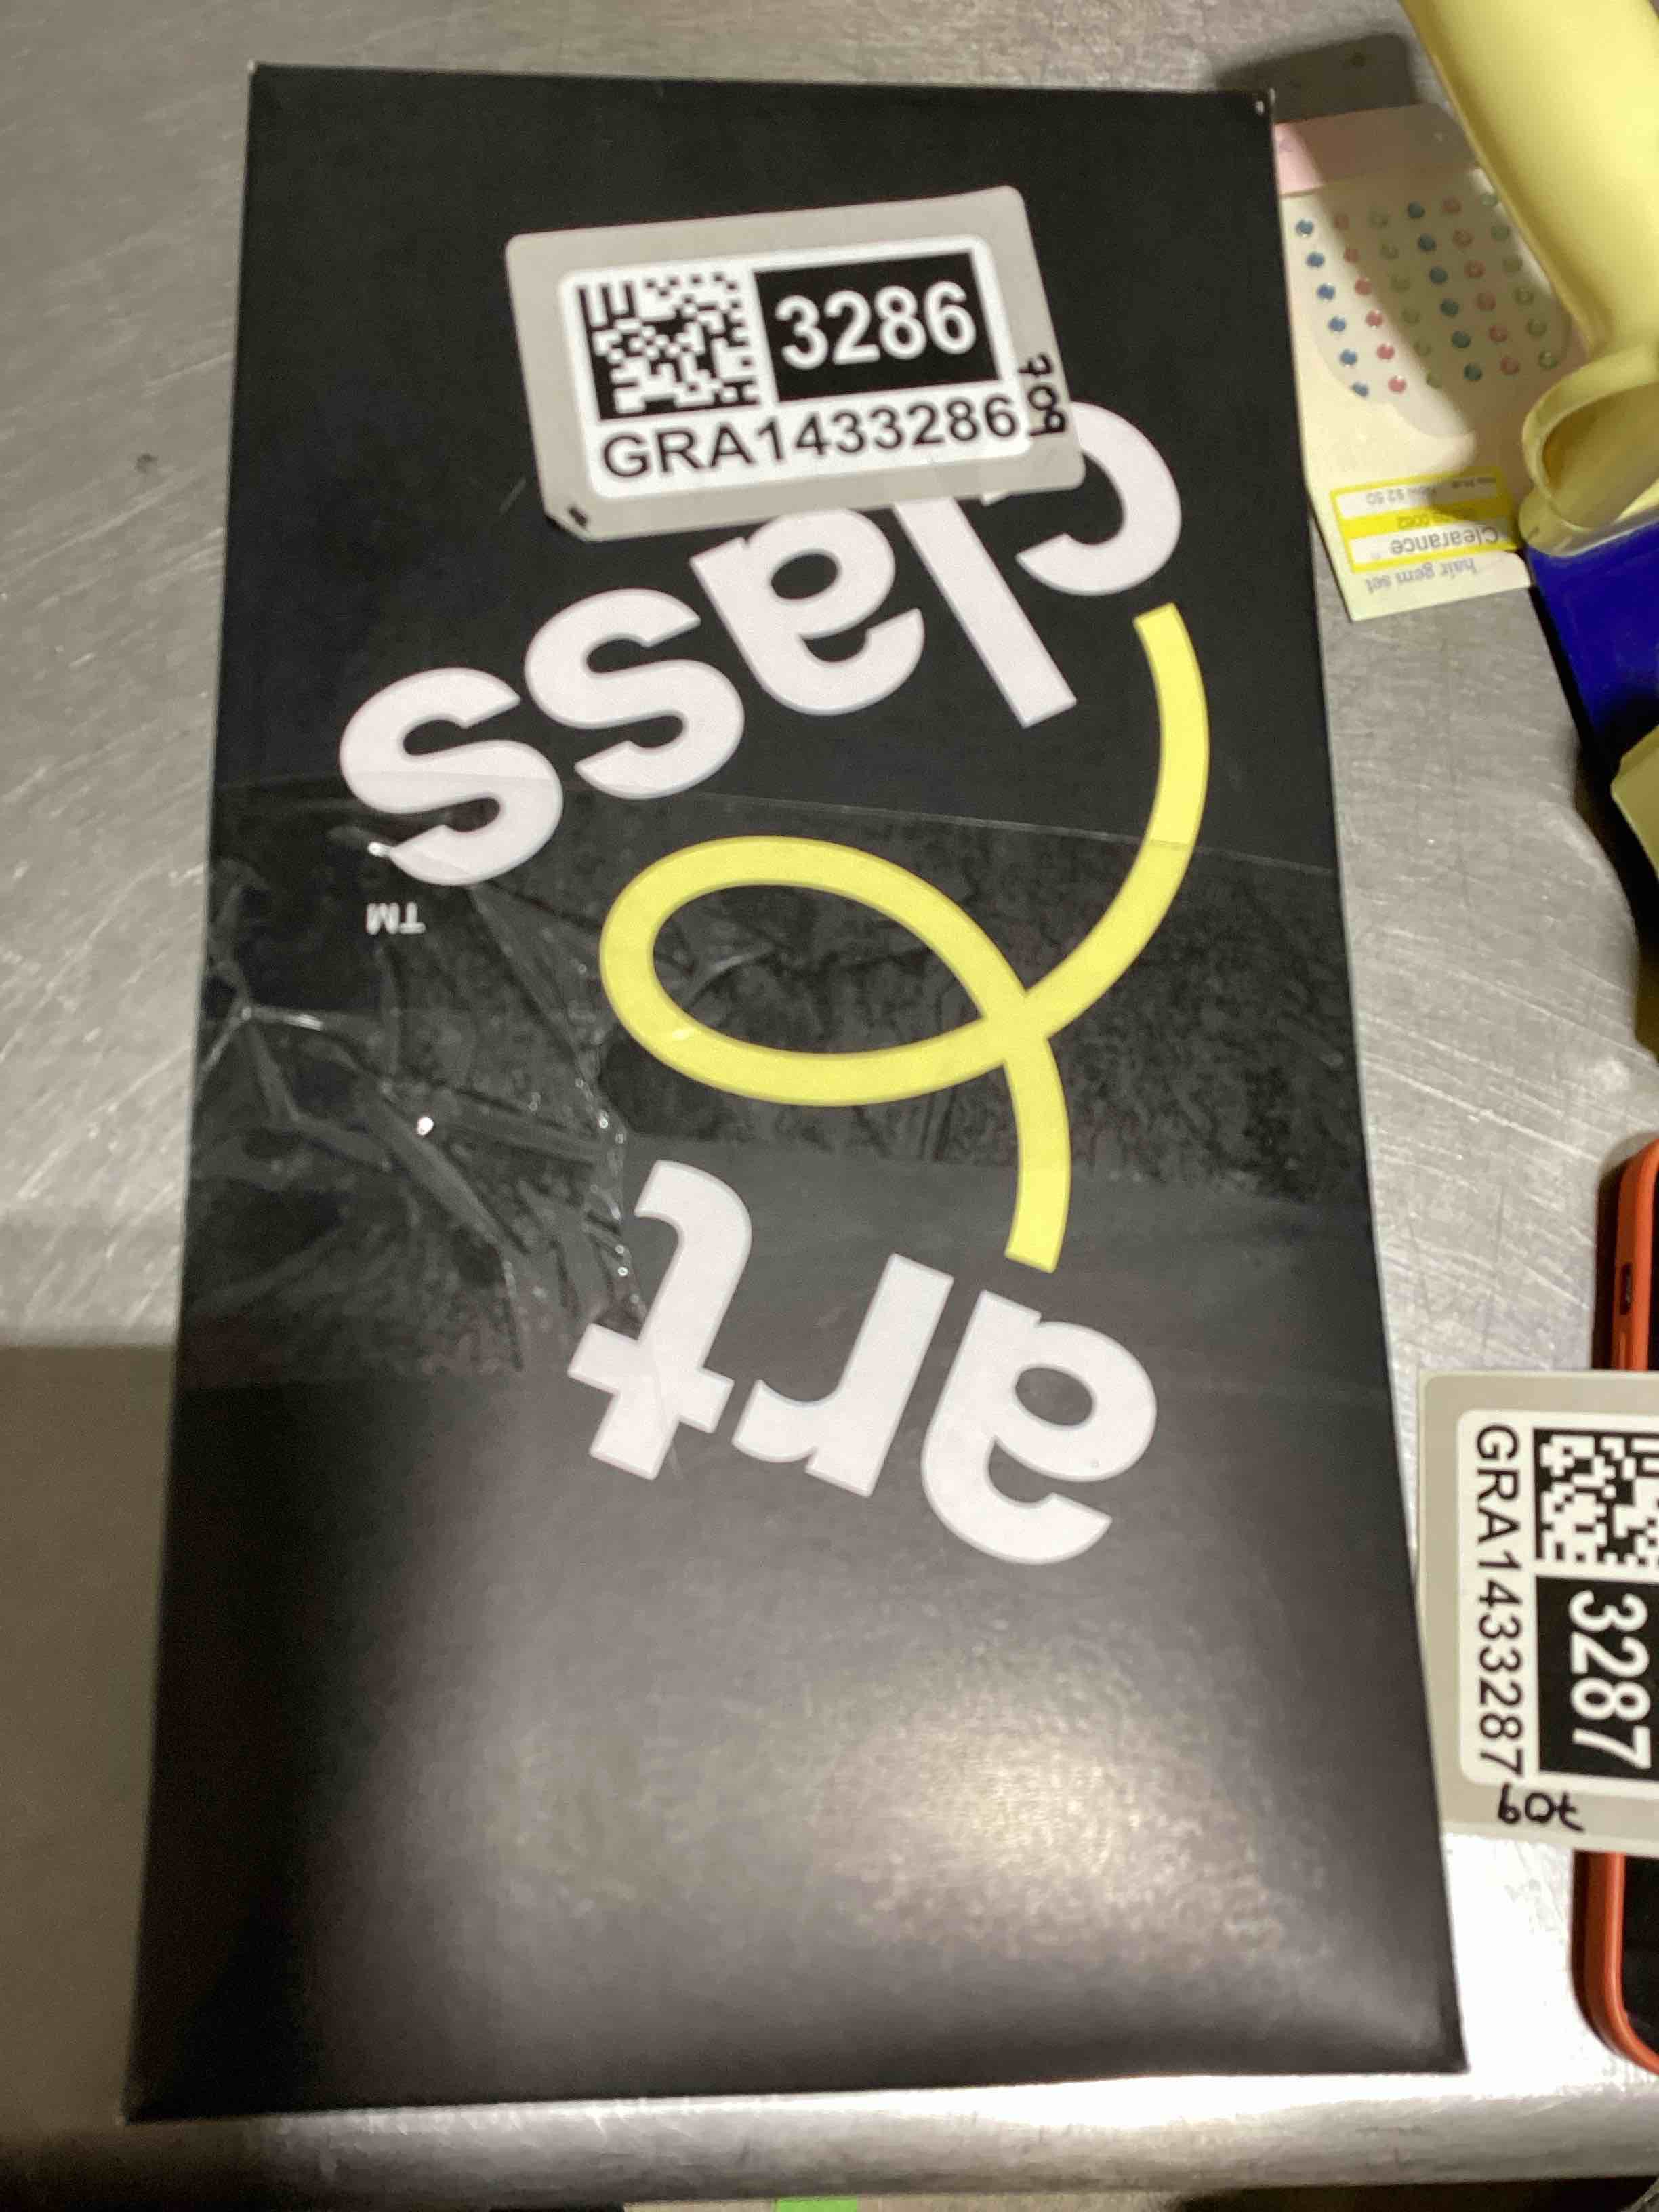 3286
GRA1433286
bot
class
TM
art
hair gem set
Clearance
GRA1433287
3287
bot